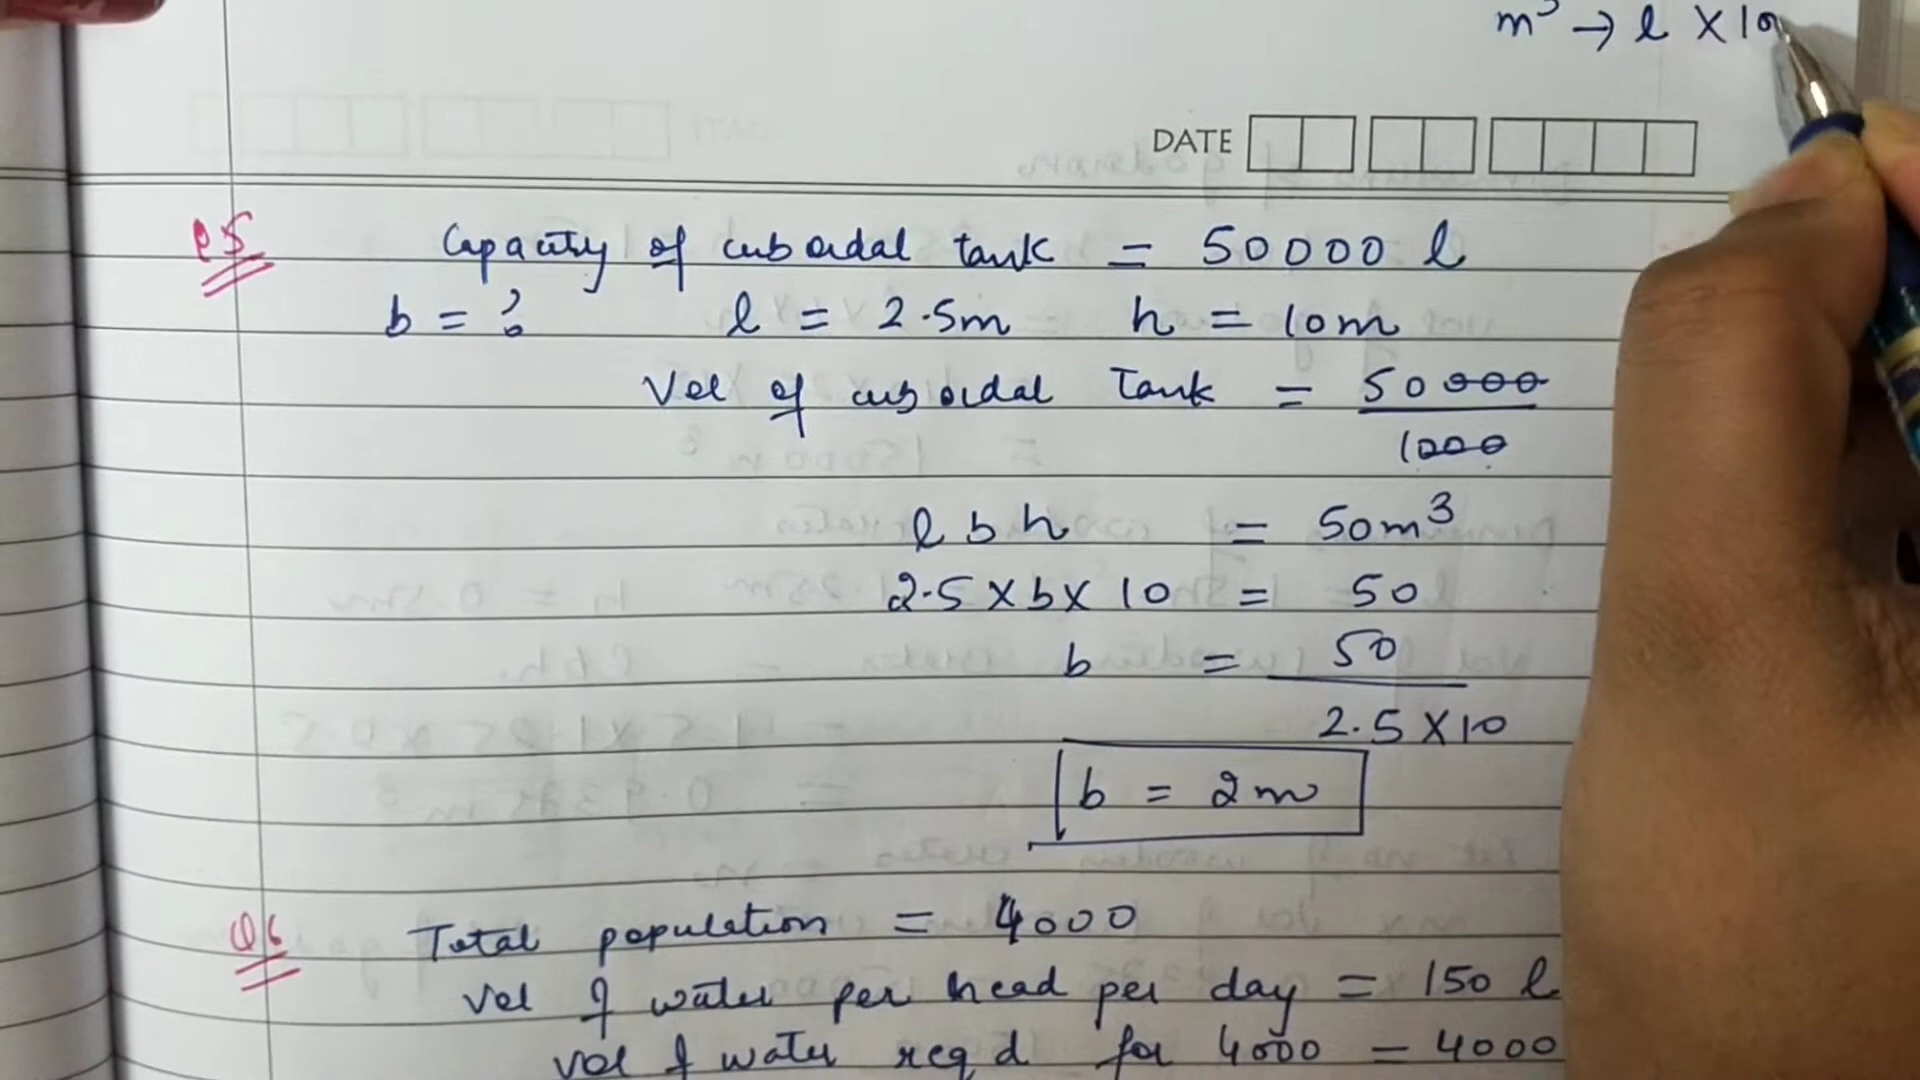 m³ → l × 10
DATE
Q5 Capacity of cuboidal tank = 50000 l
b = ? l = 2.5m h = 10m
Vol of cuboidal Tank = 50000
1000
l b h = 50m³
2.5 × b × 10 = 50
b = 50
2.5 × 10
b = 2m
Q6 Total population = 4000
Vol of water per head per day = 150 l
Vol of water reqd for 4000 = 4000